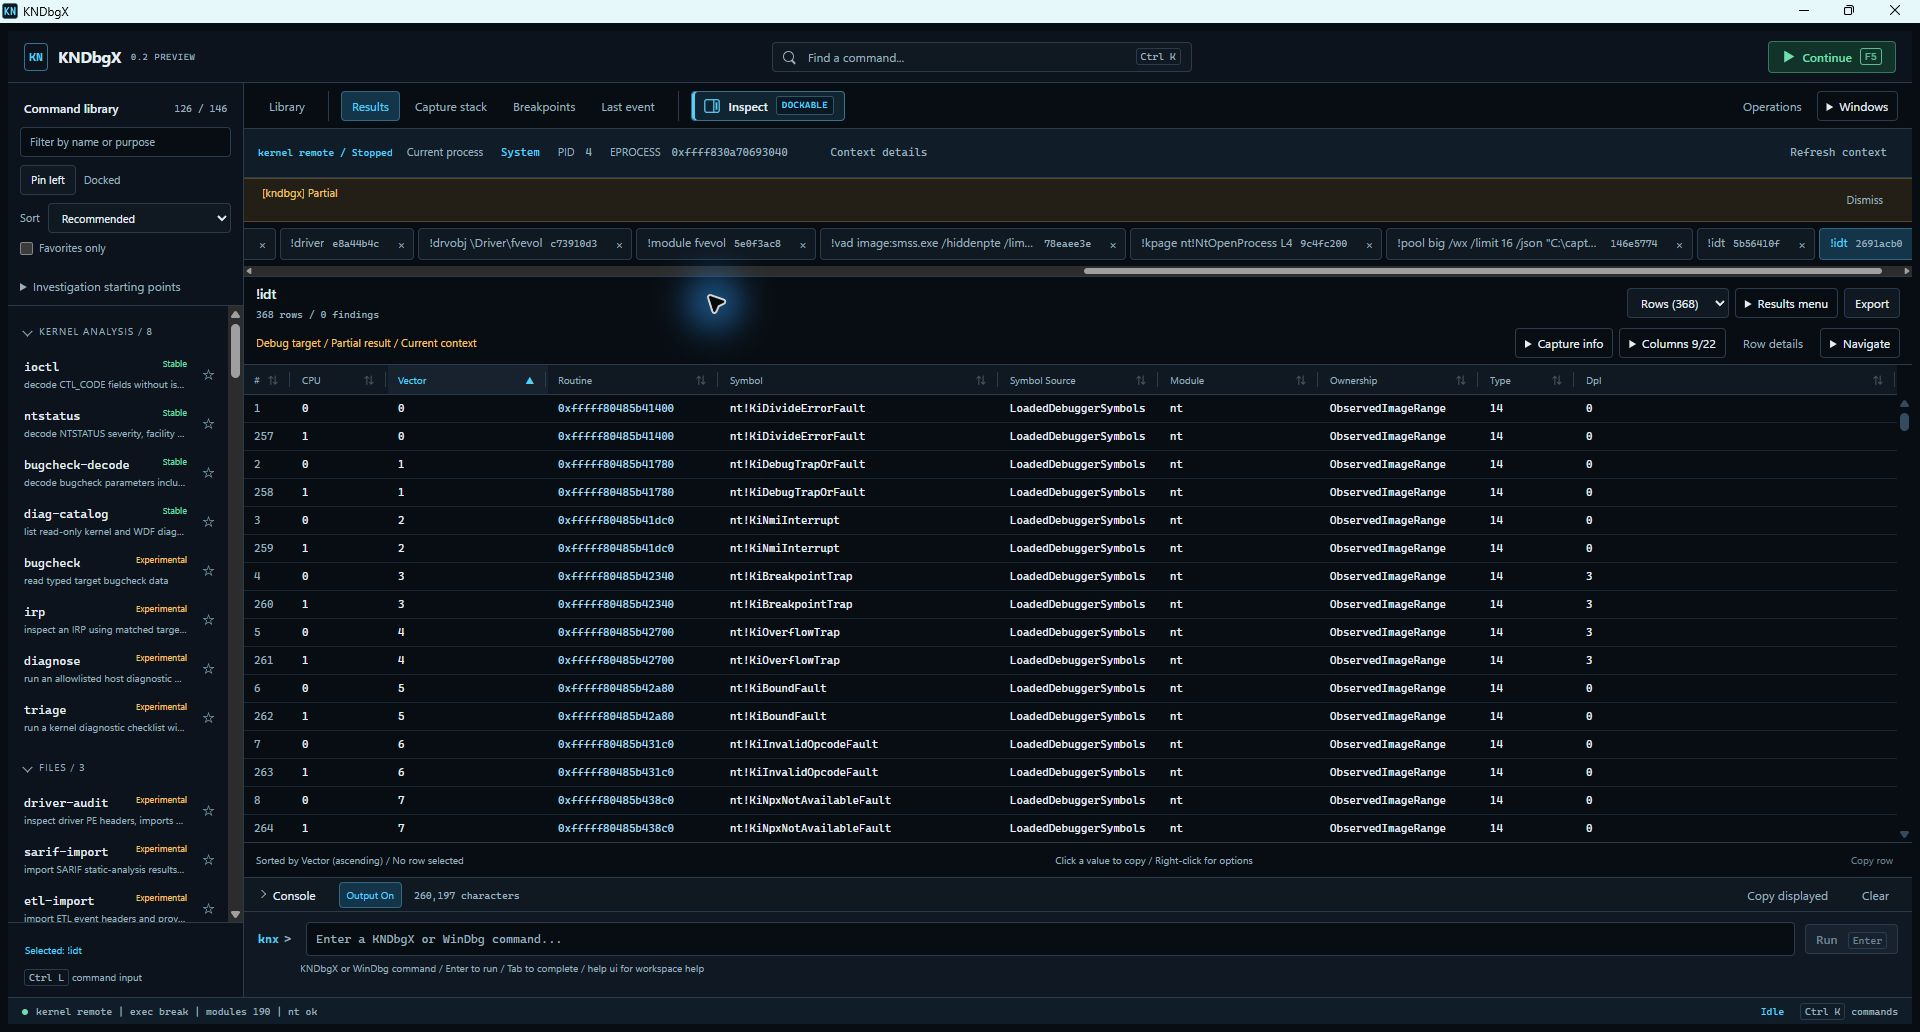 KN KNDbgX
KN KNDbgX 0.2 PREVIEW
Find a command... Ctrl K
Continue F5
Command library 126 / 146
Filter by name or purpose
Pin left Docked
Sort Recommended
Favorites only
Investigation starting points
KERNEL ANALYSIS / 8
ioctl Stable
decode CTL_CODE fields without is...
ntstatus Stable
decode NTSTATUS severity, facility ...
bugcheck-decode Stable
decode bugcheck parameters inclu...
diag-catalog Stable
list read-only kernel and WDF diag...
bugcheck Experimental
read typed target bugcheck data
irp Experimental
inspect an IRP using matched targe...
diagnose Experimental
run an allowlisted host diagnostic ...
triage Experimental
run a kernel diagnostic checklist wi...
FILES / 3
driver-audit Experimental
inspect driver PE headers, imports ...
sarif-import Experimental
import SARIF static-analysis results...
etl-import Experimental
import ETL event headers and prov...
Selected: !idt
Ctrl L command input
Library Results Capture stack Breakpoints Last event Inspect DOCKABLE Operations Windows
kernel remote / Stopped Current process System PID 4 EPROCESS 0xffff830a70693040 Context details Refresh context
[kndbgx] Partial
Dismiss
× !driver e8a44b4c × !drvobj \Driver\fvevol c73910d3 × !module fvevol 5e0f3ac8 × !vad image:smss.exe /hiddenpte /lim... 78eaee3e × !kpage nt!NtOpenProcess L4 9c4fc200 × !pool big /wx /limit 16 /json "C:\capt... 146e5774 × !idt 5b56410f × !idt 2691acb0
!idt
368 rows / 0 findings
Rows (368) Results menu Export
Debug target / Partial result / Current context
Capture info Columns 9/22 Row details Navigate
# CPU Vector Routine Symbol Symbol Source Module Ownership Type Dpl
1 0 0 0xfffff80485b41400 nt!KiDivideErrorFault LoadedDebuggerSymbols nt ObservedImageRange 14 0
257 1 0 0xfffff80485b41400 nt!KiDivideErrorFault LoadedDebuggerSymbols nt ObservedImageRange 14 0
2 0 1 0xfffff80485b41780 nt!KiDebugTrapOrFault LoadedDebuggerSymbols nt ObservedImageRange 14 0
258 1 1 0xfffff80485b41780 nt!KiDebugTrapOrFault LoadedDebuggerSymbols nt ObservedImageRange 14 0
3 0 2 0xfffff80485b41dc0 nt!KiNmiInterrupt LoadedDebuggerSymbols nt ObservedImageRange 14 0
259 1 2 0xfffff80485b41dc0 nt!KiNmiInterrupt LoadedDebuggerSymbols nt ObservedImageRange 14 0
4 0 3 0xfffff80485b42340 nt!KiBreakpointTrap LoadedDebuggerSymbols nt ObservedImageRange 14 3
260 1 3 0xfffff80485b42340 nt!KiBreakpointTrap LoadedDebuggerSymbols nt ObservedImageRange 14 3
5 0 4 0xfffff80485b42700 nt!KiOverflowTrap LoadedDebuggerSymbols nt ObservedImageRange 14 3
261 1 4 0xfffff80485b42700 nt!KiOverflowTrap LoadedDebuggerSymbols nt ObservedImageRange 14 3
6 0 5 0xfffff80485b42a80 nt!KiBoundFault LoadedDebuggerSymbols nt ObservedImageRange 14 0
262 1 5 0xfffff80485b42a80 nt!KiBoundFault LoadedDebuggerSymbols nt ObservedImageRange 14 0
7 0 6 0xfffff80485b431c0 nt!KiInvalidOpcodeFault LoadedDebuggerSymbols nt ObservedImageRange 14 0
263 1 6 0xfffff80485b431c0 nt!KiInvalidOpcodeFault LoadedDebuggerSymbols nt ObservedImageRange 14 0
8 0 7 0xfffff80485b438c0 nt!KiNpxNotAvailableFault LoadedDebuggerSymbols nt ObservedImageRange 14 0
264 1 7 0xfffff80485b438c0 nt!KiNpxNotAvailableFault LoadedDebuggerSymbols nt ObservedImageRange 14 0
Sorted by Vector (ascending) / No row selected Click a value to copy / Right-click for options Copy row
Console Output On 260,197 characters Copy displayed Clear
knx > Enter a KNDbgX or WinDbg command... Run Enter
KNDbgX or WinDbg command / Enter to run / Tab to complete / help ui for workspace help
kernel remote | exec break | modules 190 | nt ok Idle Ctrl K commands